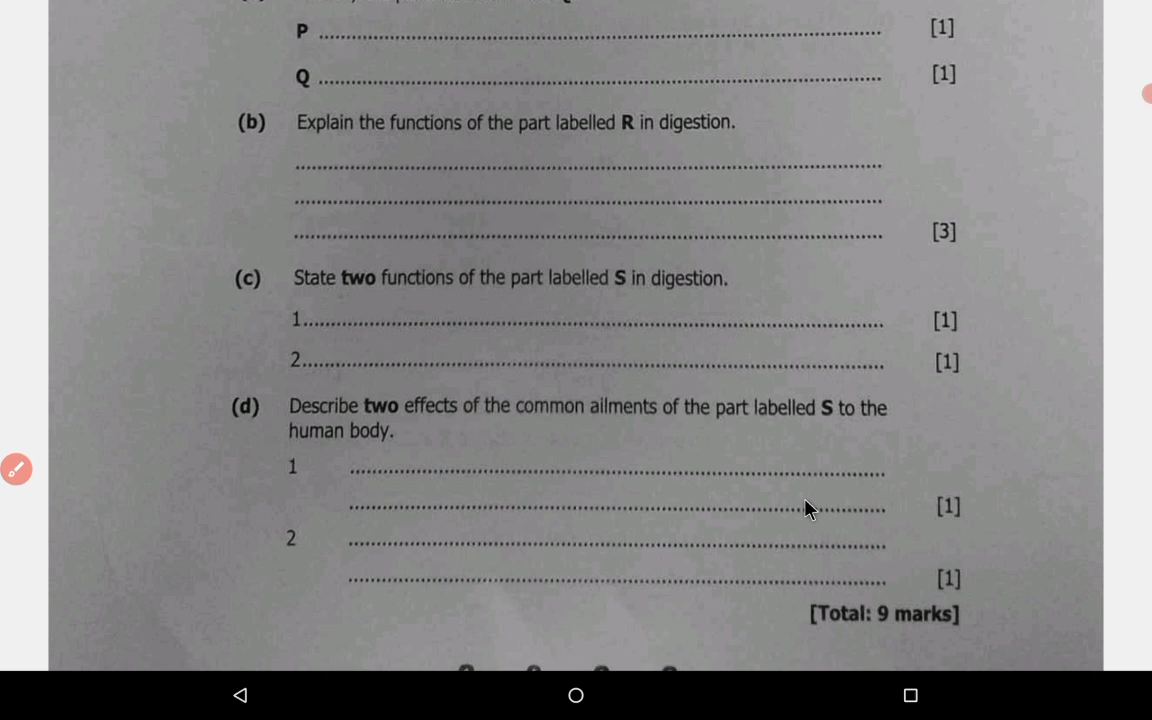 P ........ [1]
Q ........ [1]
(b) Explain the functions of the part labelled R in digestion.
........
........
........ [3]
(c) State two functions of the part labelled S in digestion.
1........ [1]
2........ [1]
(d) Describe two effects of the common ailments of the part labelled S to the
human body.
1 ........
........ [1]
2 ........
........ [1]
[Total: 9 marks]